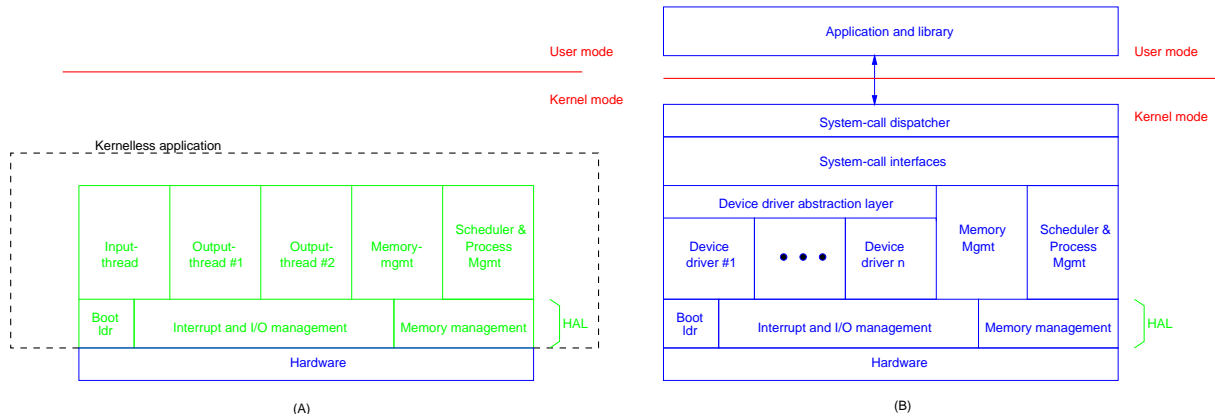 User mode
Kernel mode
Kernelless application
Input-
thread
Output-
thread #1
Output-
thread #2
Memory-
mgmt
Scheduler &
Process
Mgmt
Boot
ldr
Interrupt and I/O management
Memory management
HAL
Hardware
(A)
Application and library
User mode
Kernel mode
System-call dispatcher
System-call interfaces
Device driver abstraction layer
Device
driver #1
Device
driver n
Memory
Mgmt
Scheduler &
Process
Mgmt
Boot
ldr
Interrupt and I/O management
Memory management
HAL
Hardware
(B)